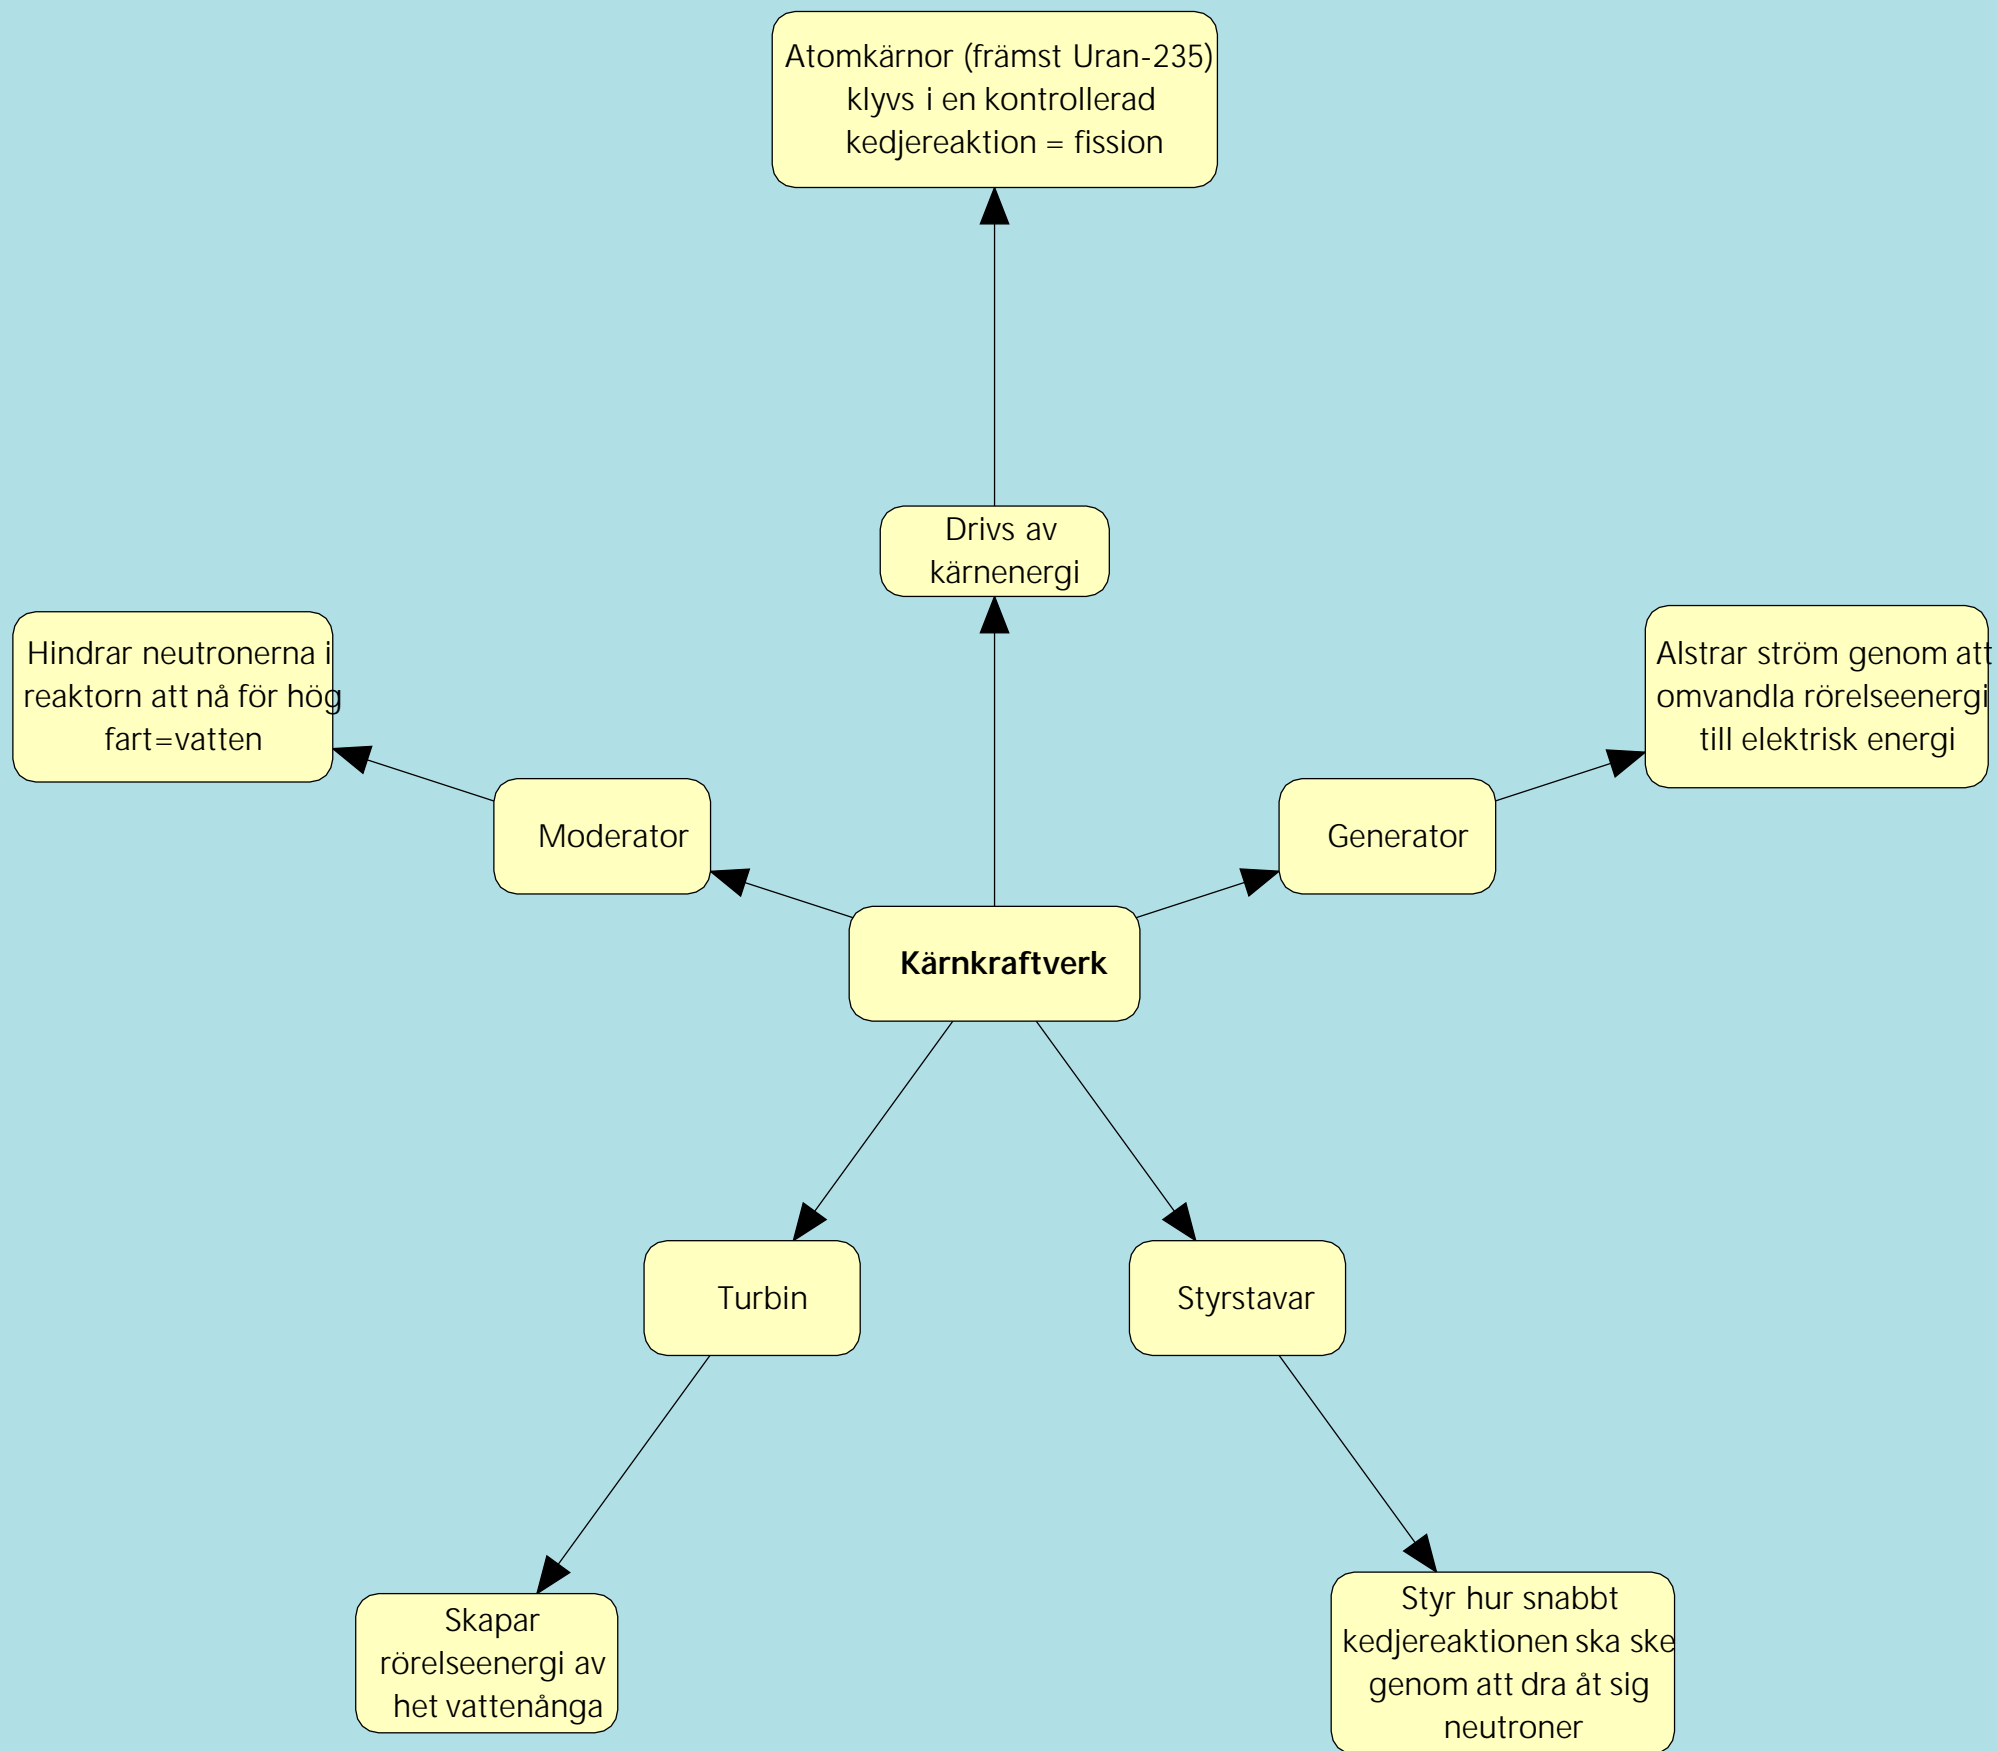 Atomkärnor (främst Uran-235)
klyvs i en kontrollerad
kedjereaktion = fission
Drivs av
kärnenergi
Hindrar neutronerna i
reaktorn att nå för hög
fart=vatten
Alstrar ström genom att
omvandla rörelseenergi
till elektrisk energi
Moderator
Generator
Kärnkraftverk
Turbin
Styrstavar
Skapar
rörelseenergi av
het vattenånga
Styr hur snabbt
kedjereaktionen ska ske
genom att dra åt sig
neutroner